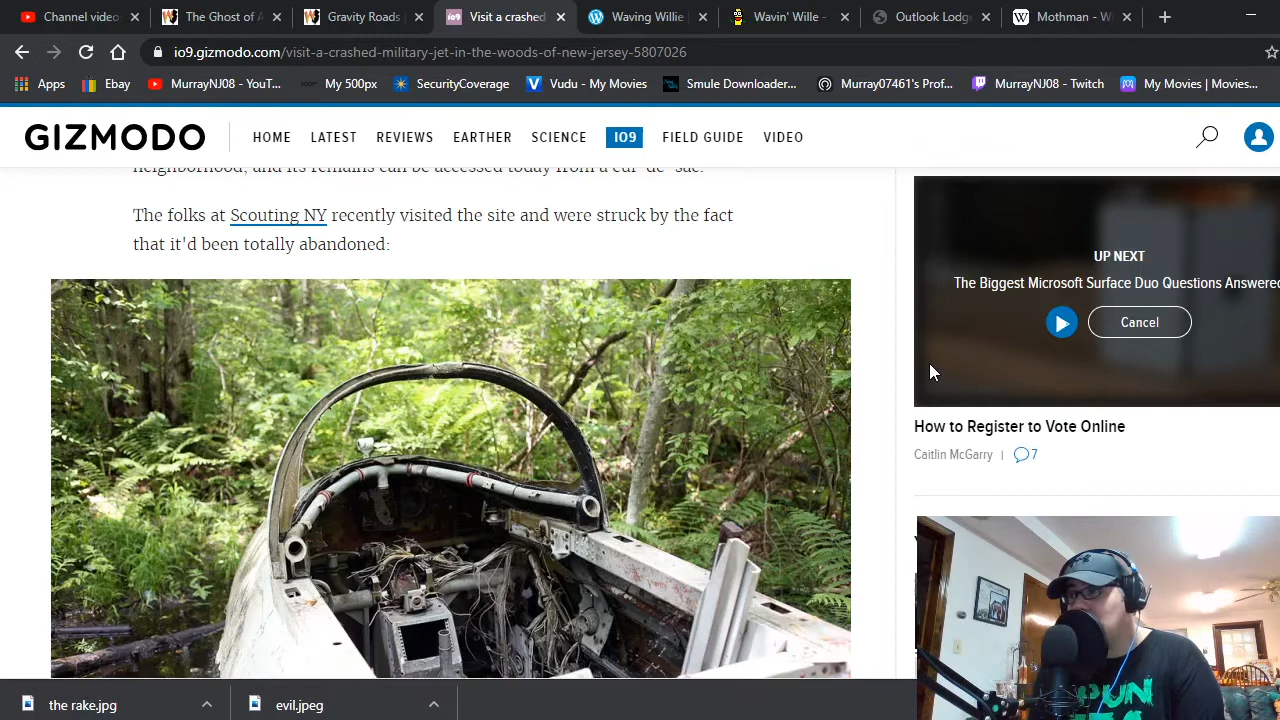 Channel video:
The Ghost of A
Gravity Roads
Visit a crashed
Waving Willie
Wavin' Wille -
Outlook Lodge
Mothman - W
io9.gizmodo.com/visit-a-crashed-military-jet-in-the-woods-of-new-jersey-5807026
Apps
Ebay
MurrayNJ08 - YouT...
My 500px
SecurityCoverage
Vudu - My Movies
Smule Downloader...
Murray07461's Prof...
MurrayNJ08 - Twitch
My Movies | Movies...
GIZMODO
HOME
LATEST
REVIEWS
EARTHER
SCIENCE
IO9
FIELD GUIDE
VIDEO
neighborhood, and its remains can be accessed today from a cul-de-sac.
The folks at Scouting NY recently visited the site and were struck by the fact
that it'd been totally abandoned:
UP NEXT
The Biggest Microsoft Surface Duo Questions Answered
Cancel
How to Register to Vote Online
Caitlin McGarry | 7
the rake.jpg
evil.jpeg